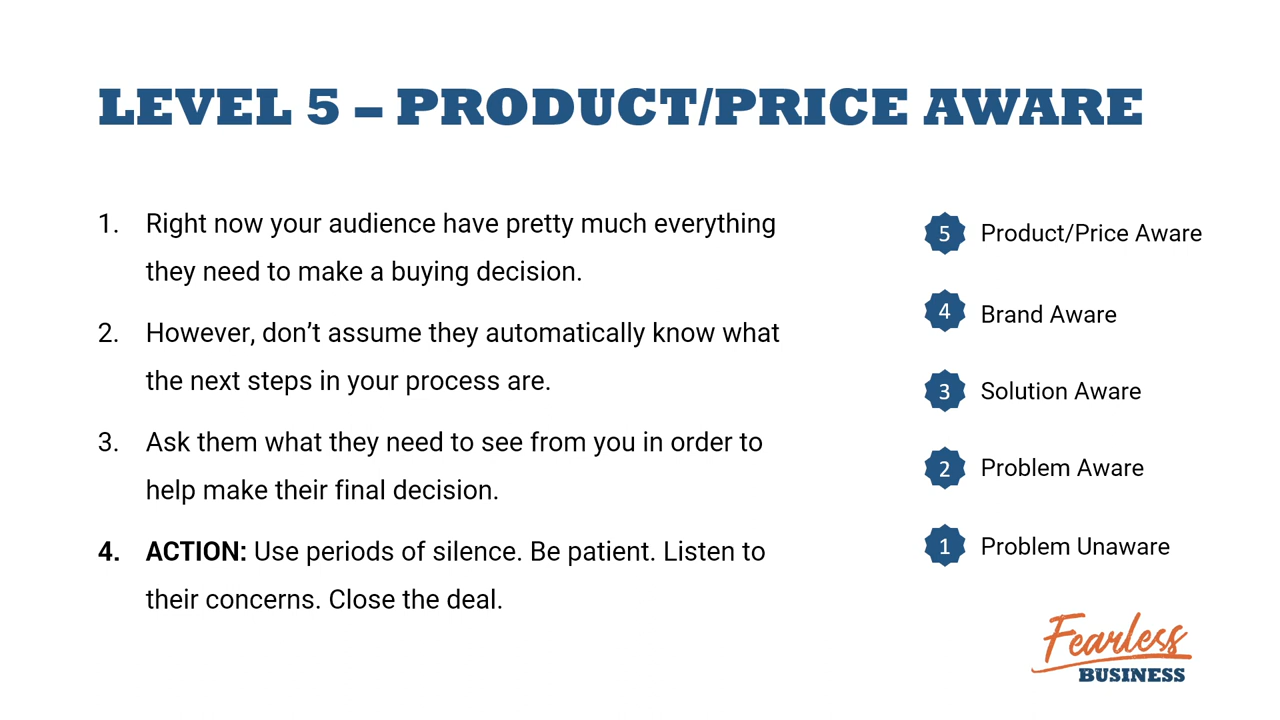 LEVEL 5 – PRODUCT/PRICE AWARE
1. Right now your audience have pretty much everything
they need to make a buying decision.
2. However, don’t assume they automatically know what
the next steps in your process are.
3. Ask them what they need to see from you in order to
help make their final decision.
4. ACTION: Use periods of silence. Be patient. Listen to
their concerns. Close the deal.
5 Product/Price Aware
4 Brand Aware
3 Solution Aware
2 Problem Aware
1 Problem Unaware
Fearless
BUSINESS